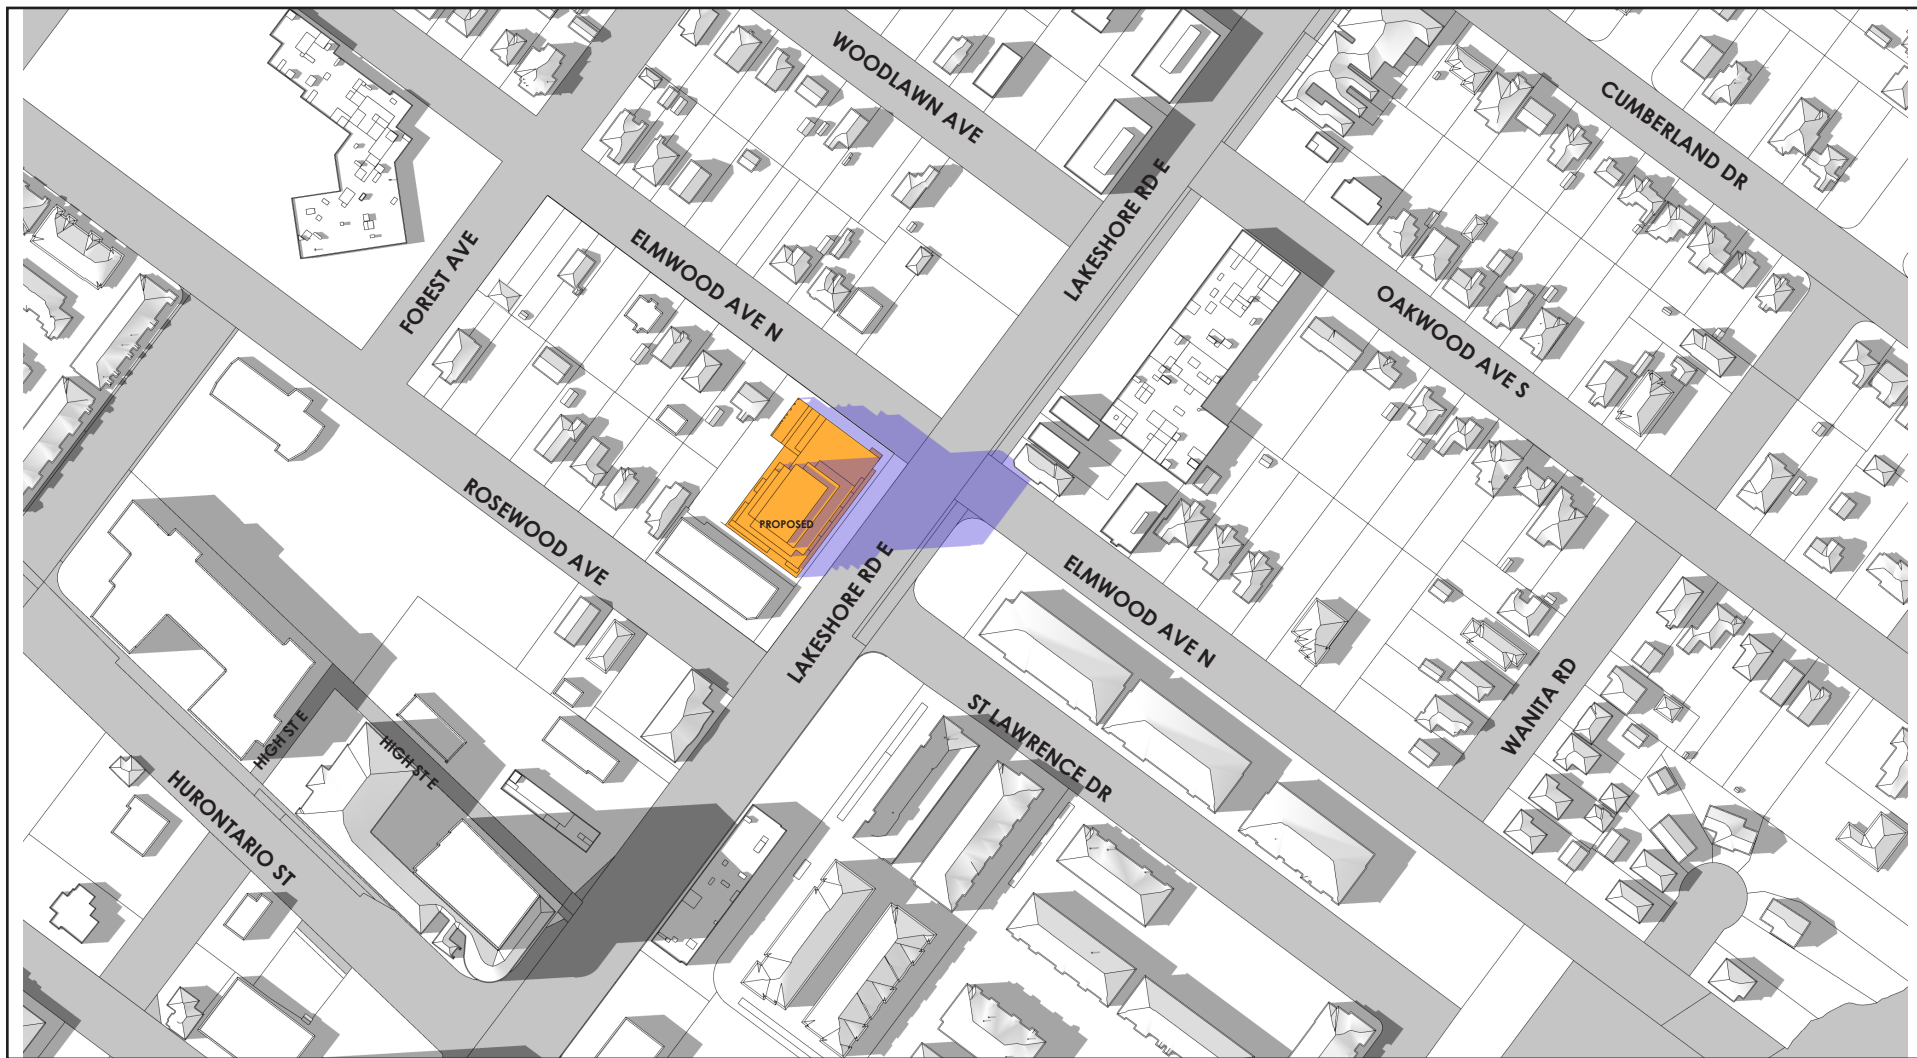 WOODLAWN AVE
CUMBERLAND DR
LAKESHORE RD E
FOREST AVE
ELMWOOD AVE N
OAKWOOD AVE S
ROSEWOOD AVE
PROPOSED
LAKESHORE RD E
ELMWOOD AVE N
ST LAWRENCE DR
WANITA RD
HIGH ST E
HIGH ST E
HURONTARIO ST